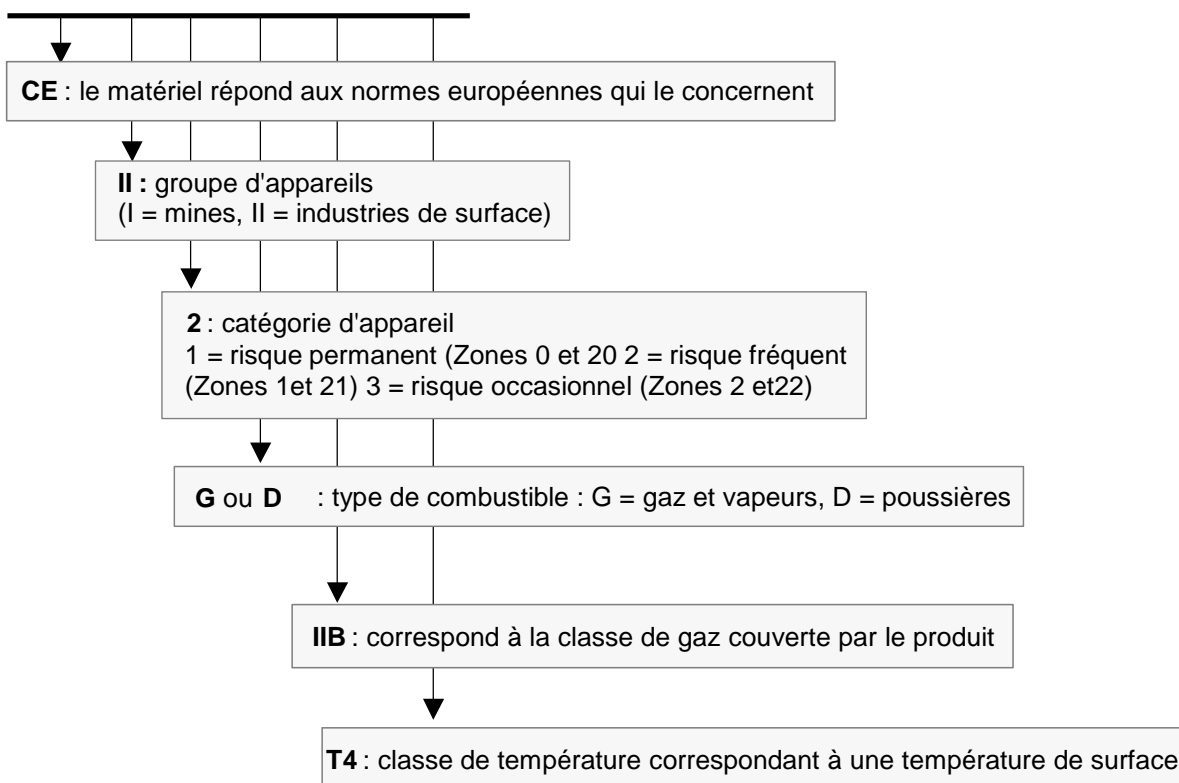 CE : le matériel répond aux normes européennes qui le concernent
II : groupe d'appareils
(I = mines, II = industries de surface)
2 : catégorie d'appareil
1 = risque permanent (Zones 0 et 20 2 = risque fréquent
(Zones 1et 21) 3 = risque occasionnel (Zones 2 et22)
G ou D : type de combustible : G = gaz et vapeurs, D = poussières
IIB : correspond à la classe de gaz couverte par le produit
T4 : classe de température correspondant à une température de surface